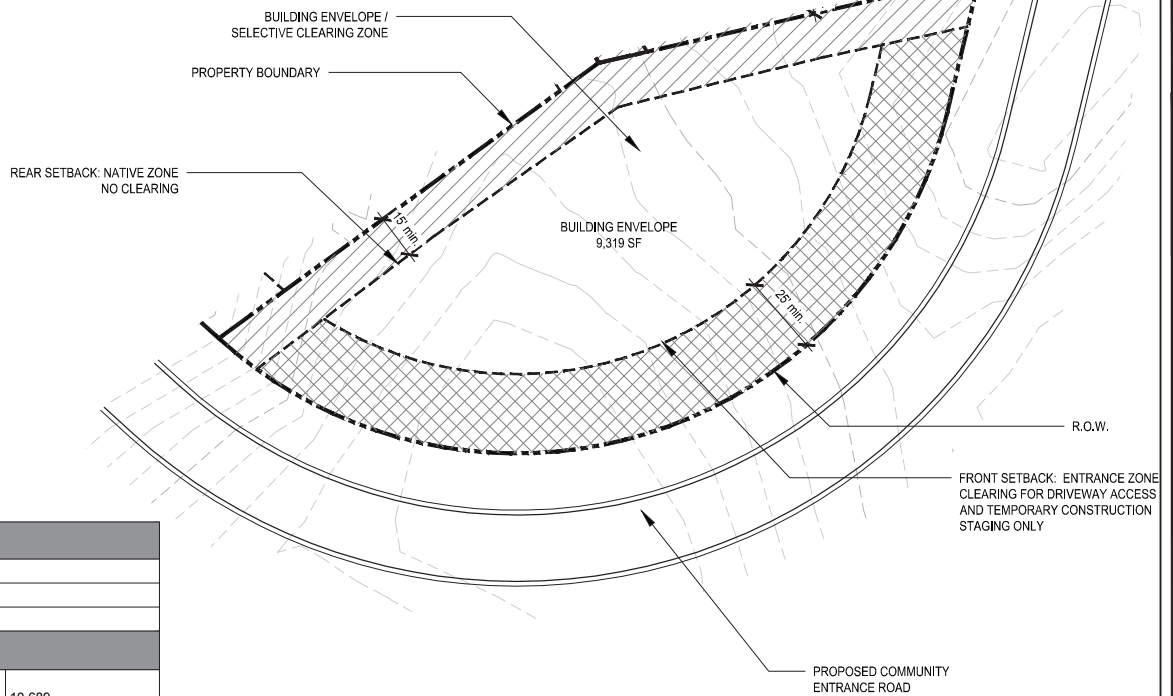 BUILDING ENVELOPE /
SELECTIVE CLEARING ZONE
PROPERTY BOUNDARY
REAR SETBACK: NATIVE ZONE
NO CLEARING
15' min.
BUILDING ENVELOPE
9,319 SF
25' min.
R.O.W.
FRONT SETBACK: ENTRANCE ZONE
CLEARING FOR DRIVEWAY ACCESS
AND TEMPORARY CONSTRUCTION
STAGING ONLY
PROPOSED COMMUNITY
ENTRANCE ROAD